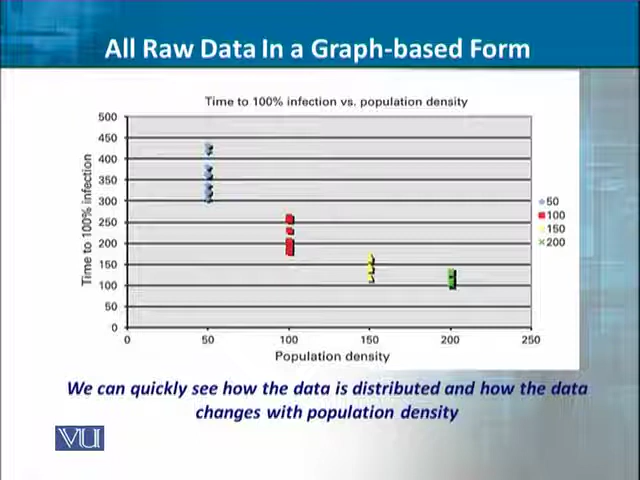 All Raw Data In a Graph-based Form
Time to 100% infection vs. population density
Time to 100% infection
500
450
400
350
300
250
200
150
100
50
0
0 50 100 150 200 250
Population density
50
100
150
200
We can quickly see how the data is distributed and how the data
changes with population density
VU